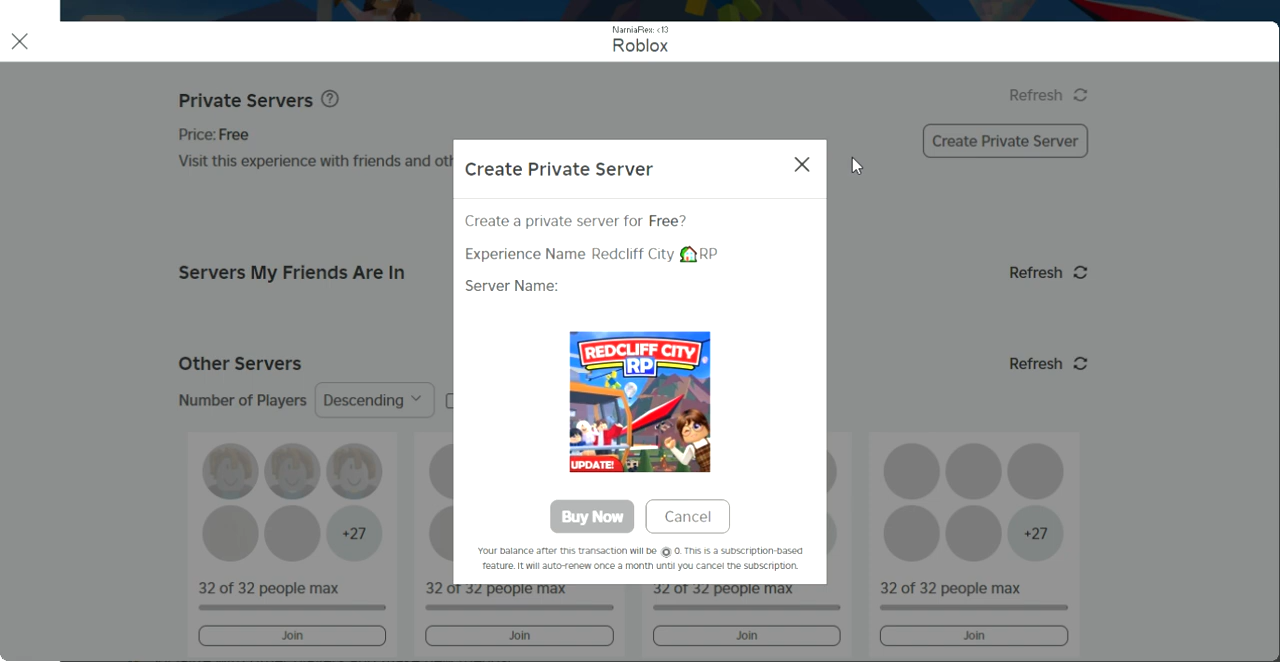 NarniaRex: <13
Roblox
Private Servers
Refresh
Price: Free
Create Private Server
Visit this experience with friends and oth
Create Private Server
Create a private server for Free?
Experience Name Redcliff City RP
Server Name:
Servers My Friends Are In
Refresh
REDCLIFF CITY
RP
UPDATE!
Other Servers
Refresh
Number of Players Descending
Buy Now Cancel
Your balance after this transaction will be 0. This is a subscription-based
feature. It will auto-renew once a month until you cancel the subscription.
+27
+27
32 of 32 people max
32 of 32 people max
32 of 32 people max
32 of 32 people max
Join
Join
Join
Join